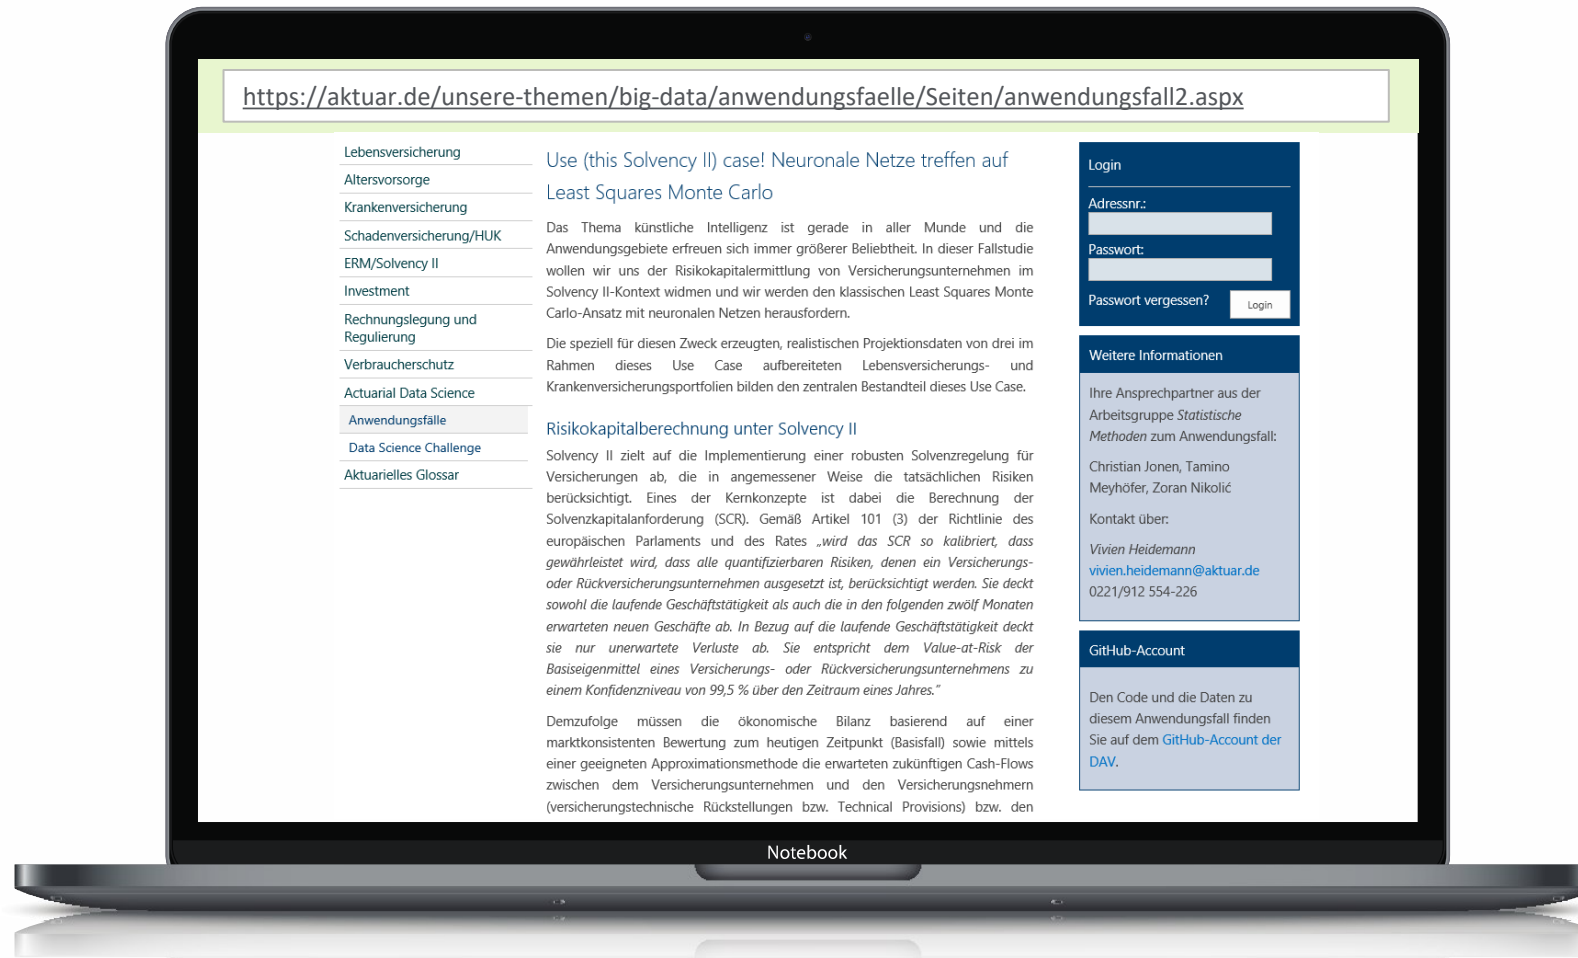 https://aktuar.de/unsere-themen/big-data/anwendungsfaelle/Seiten/anwendungsfall2.aspx
Lebensversicherung
Altersvorsorge
Krankenversicherung
Schadenversicherung/HUK
ERM/Solvency II
Investment
Rechnungslegung und
Regulierung
Verbraucherschutz
Actuarial Data Science
Anwendungsfälle
Data Science Challenge
Aktuarielles Glossar
Use (this Solvency II) case! Neuronale Netze treffen auf
Least Squares Monte Carlo
Das Thema künstliche Intelligenz ist gerade in aller Munde und die
Anwendungsgebiete erfreuen sich immer größerer Beliebtheit. In dieser Fallstudie
wollen wir uns der Risikokapitalermittlung von Versicherungsunternehmen im
Solvency II-Kontext widmen und wir werden den klassischen Least Squares Monte
Carlo-Ansatz mit neuronalen Netzen herausfordern.
Die speziell für diesen Zweck erzeugten, realistischen Projektionsdaten von drei im
Rahmen dieses Use Case aufbereiteten Lebensversicherungs- und
Krankenversicherungsportfolien bilden den zentralen Bestandteil dieses Use Case.
Risikokapitalberechnung unter Solvency II
Solvency II zielt auf die Implementierung einer robusten Solvenzregelung für
Versicherungen ab, die in angemessener Weise die tatsächlichen Risiken
berücksichtigt. Eines der Kernkonzepte ist dabei die Berechnung der
Solvenzkapitalanforderung (SCR). Gemäß Artikel 101 (3) der Richtlinie des
europäischen Parlaments und des Rates „wird das SCR so kalibriert, dass
gewährleistet wird, dass alle quantifizierbaren Risiken, denen ein Versicherungs-
oder Rückversicherungsunternehmen ausgesetzt ist, berücksichtigt werden. Sie deckt
sowohl die laufende Geschäftstätigkeit als auch die in den folgenden zwölf Monaten
erwarteten neuen Geschäfte ab. In Bezug auf die laufende Geschäftstätigkeit deckt
sie nur unerwartete Verluste ab. Sie entspricht dem Value-at-Risk der
Basiseigenmittel eines Versicherungs- oder Rückversicherungsunternehmens zu
einem Konfidenzniveau von 99,5 % über den Zeitraum eines Jahres.“
Demzufolge müssen die ökonomische Bilanz basierend auf einer
marktkonsistenten Bewertung zum heutigen Zeitpunkt (Basisfall) sowie mittels
einer geeigneten Approximationsmethode die erwarteten zukünftigen Cash-Flows
zwischen dem Versicherungsunternehmen und den Versicherungsnehmern
(versicherungstechnische Rückstellungen bzw. Technical Provisions) bzw. den
Login
Adressnr.:
Passwort:
Passwort vergessen?
Login
Weitere Informationen
Ihre Ansprechpartner aus der
Arbeitsgruppe Statistische
Methoden zum Anwendungsfall:
Christian Jonen, Tamino
Meyhöfer, Zoran Nikolić
Kontakt über:
Vivien Heidemann
vivien.heidemann@aktuar.de
0221/912 554-226
GitHub-Account
Den Code und die Daten zu
diesem Anwendungsfall finden
Sie auf dem GitHub-Account der
DAV.
Notebook